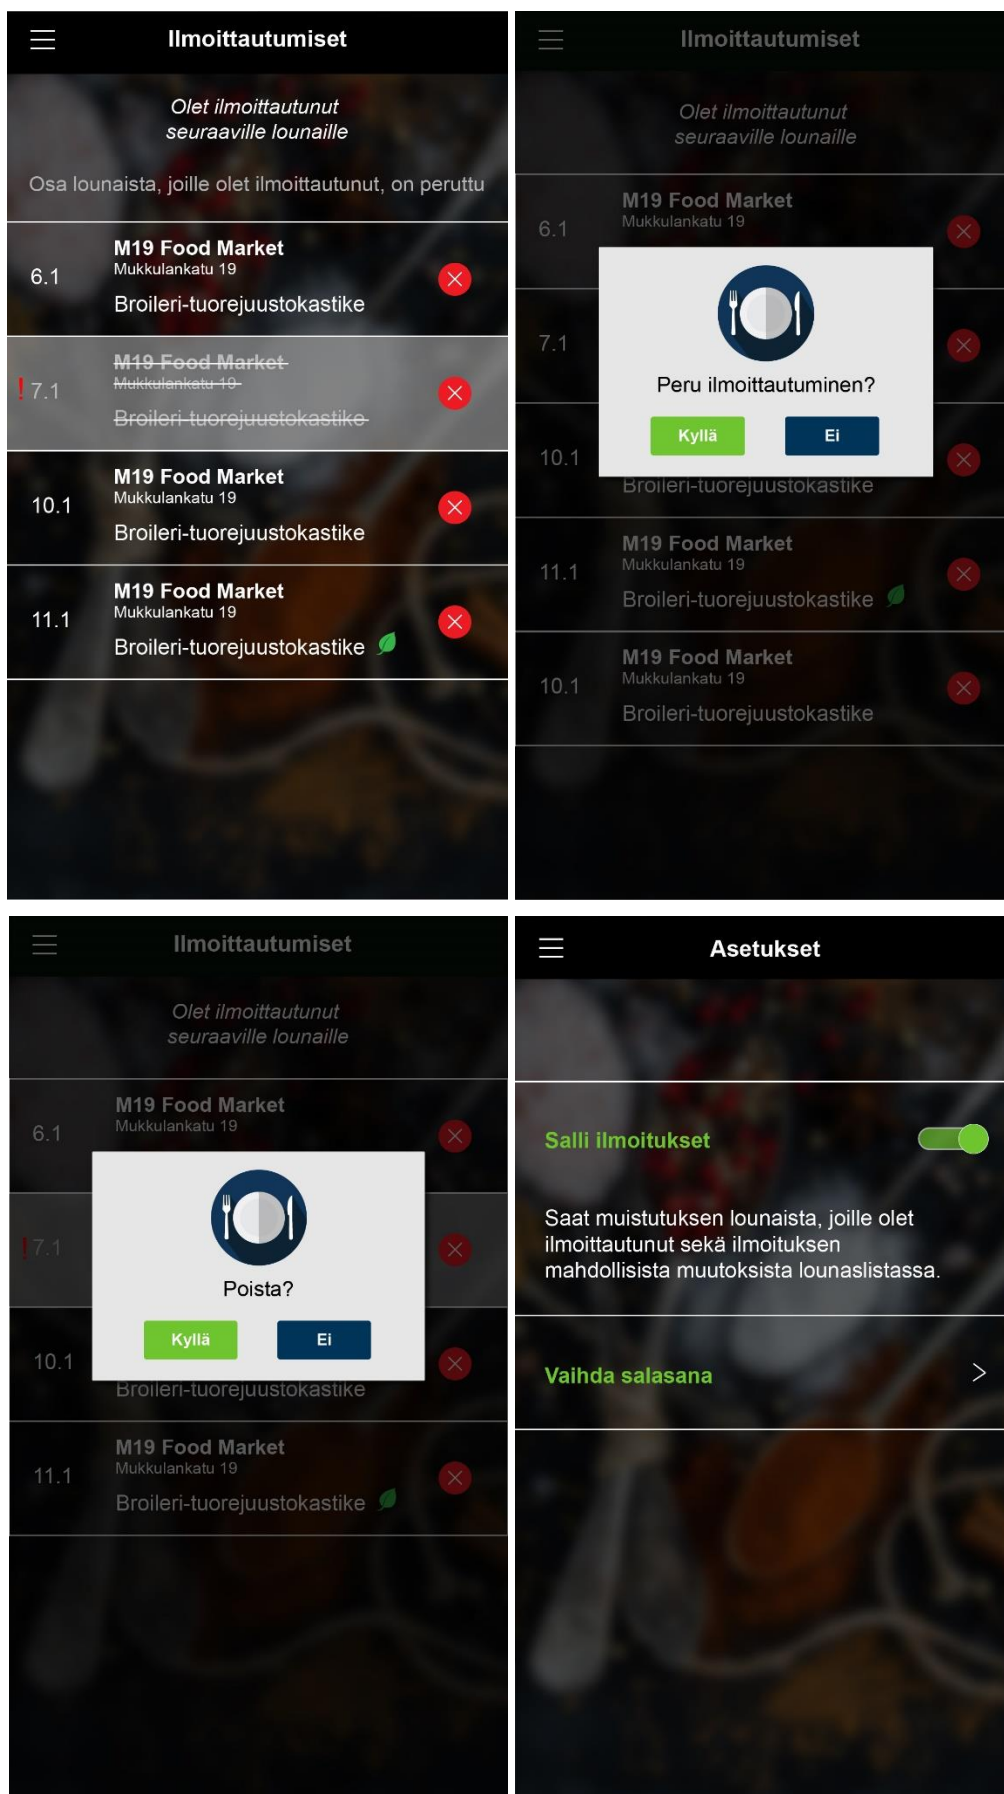 Ilmoittautumiset
Olet ilmoittautunut
seuraaville lounaille
Osa lounaista, joille olet ilmoittautunut, on peruttu
6.1
M19 Food Market
Mukkulankatu 19
Broileri-tuorejuustokastike
! 7.1
M19 Food Market
Mukkulankatu 19
Broileri-tuorejuustokastike
10.1
M19 Food Market
Mukkulankatu 19
Broileri-tuorejuustokastike
11.1
M19 Food Market
Mukkulankatu 19
Broileri-tuorejuustokastike
Ilmoittautumiset
Olet ilmoittautunut
seuraaville lounaille
6.1
M19 Food Market
Mukkulankatu 19
7.1
Peru ilmoittautuminen?
Kyllä Ei
10.1
Broileri-tuorejuustokastike
11.1
M19 Food Market
Mukkulankatu 19
Broileri-tuorejuustokastike
10.1
M19 Food Market
Mukkulankatu 19
Broileri-tuorejuustokastike
Ilmoittautumiset
Olet ilmoittautunut
seuraaville lounaille
6.1
M19 Food Market
Mukkulankatu 19
! 7.1
Poista?
Kyllä Ei
10.1
Broileri-tuorejuustokastike
11.1
M19 Food Market
Mukkulankatu 19
Broileri-tuorejuustokastike
Asetukset
Salli ilmoitukset
Saat muistutuksen lounaista, joille olet
ilmoittautunut sekä ilmoituksen
mahdollisista muutoksista lounaslistassa.
Vaihda salasana